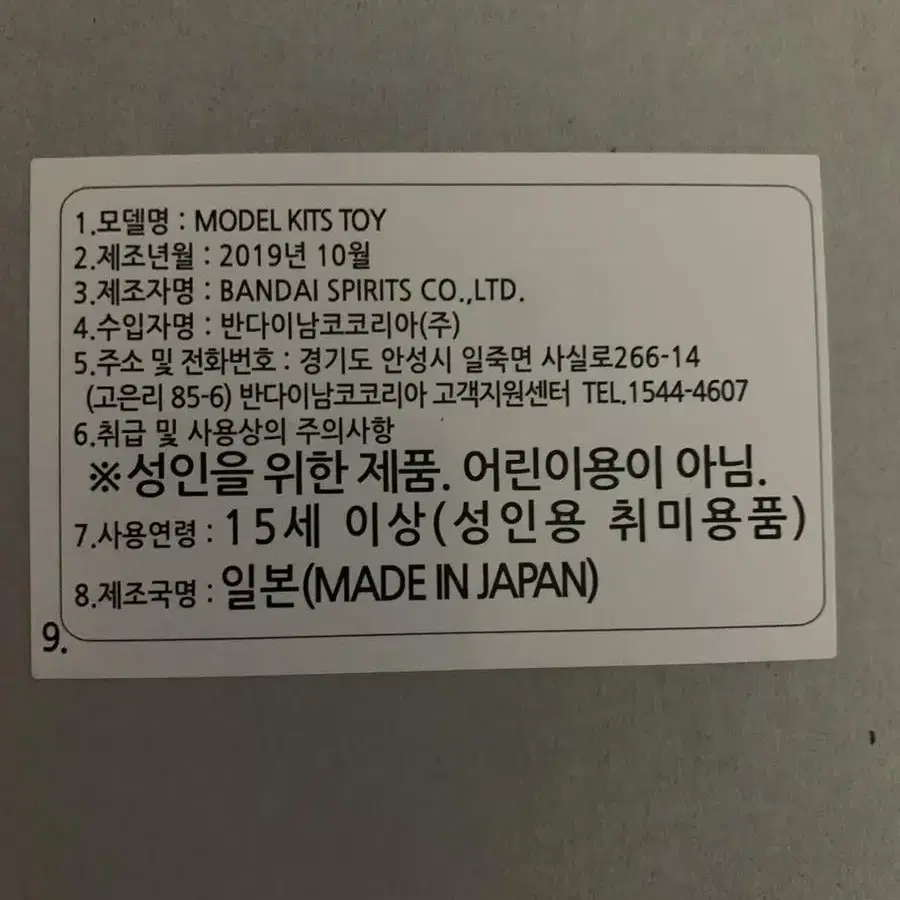 1.모델명 : MODEL KITS TOY
2.제조년월 : 2019년 10월
3.제조자명 : BANDAI SPIRITS CO.,LTD.
4.수입자명 : 반다이남코코리아(주)
5.주소 및 전화번호 : 경기도 안성시 일죽면 사실로266-14
(고은리 85-6) 반다이남코코리아 고객지원센터 TEL.1544-4607
6.취급 및 사용상의 주의사항
※성인을 위한 제품. 어린이용이 아님.
7.사용연령 : 15세 이상(성인용 취미용품)
8.제조국명 : 일본(MADE IN JAPAN)
9.